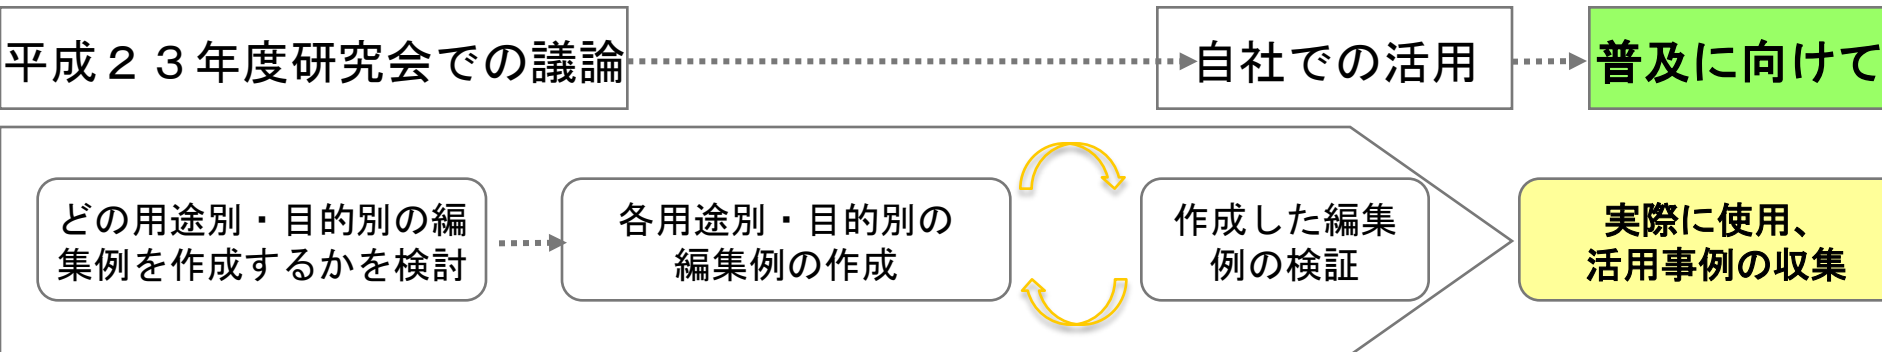 平成２３年度研究会での議論
自社での活用
普及に向けて
どの用途別・目的別の編
集例を作成するかを検討
各用途別・目的別の
編集例の作成
作成した編集
例の検証
実際に使用、
活用事例の収集